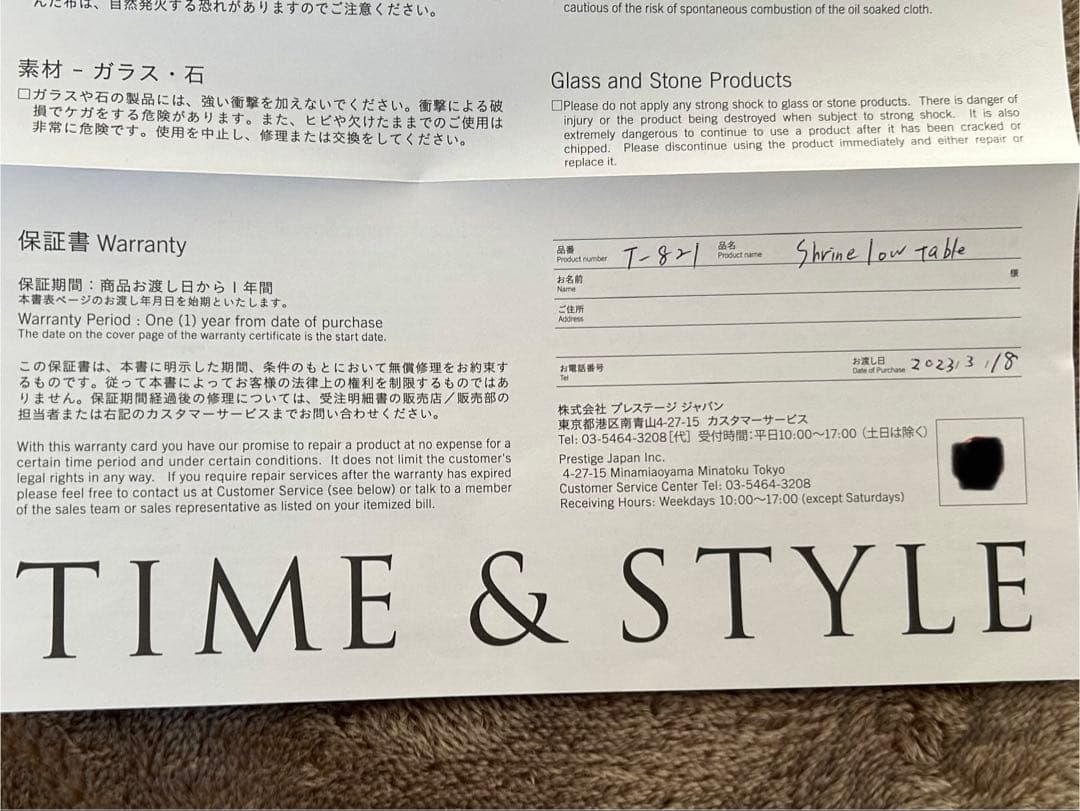 んだ布は、自然発火する恐れがありますのでご注意ください。
cautious of the risk of spontaneous combustion of the oil soaked cloth.
素材 – ガラス・石
□ガラスや石の製品には、強い衝撃を加えないでください。衝撃による破
損でケガをする危険があります。また、ヒビや欠けたままでのご使用は
非常に危険です。使用を中止し、修理または交換をしてください。
Glass and Stone Products
□Please do not apply any strong shock to glass or stone products. There is danger of
injury or the product being destroyed when subject to strong shock. It is also
extremely dangerous to continue to use a product after it has been cracked or
chipped. Please discontinue using the product immediately and either repair or
replace it.
保証書 Warranty
保証期間：商品お渡し日から1年間
本書表ページのお渡し年月日を始期といたします。
Warranty Period : One (1) year from date of purchase
The date on the cover page of the warranty certificate is the start date.
この保証書は、本書に明示した期間、条件のもとにおいて無償修理をお約束す
るものです。従って本書によってお客様の法律上の権利を制限するものではあ
りません。保証期間経過後の修理については、受注明細書の販売店／販売部の
担当者または右記のカスタマーサービスまでお問い合わせください。
With this warranty card you have our promise to repair a product at no expense for a
certain time period and under certain conditions. It does not limit the customer's
legal rights in any way. If you require repair services after the warranty has expired
please feel free to contact us at Customer Service (see below) or talk to a member
of the sales team or sales representative as listed on your itemized bill.
品番 T-821 品名 Shrine low table
Product number Product name
お名前 様
Name
ご住所
Address
お電話番号 お渡し日 2023, 3, 18
Tel Date of Purchase
株式会社 プレステージ ジャパン
東京都港区南青山4-27-15 カスタマーサービス
Tel: 03-5464-3208［代］受付時間：平日10:00〜17:00（土日は除く）
Prestige Japan Inc.
4-27-15 Minamiaoyama Minatoku Tokyo
Customer Service Center Tel: 03-5464-3208
Receiving Hours: Weekdays 10:00〜17:00 (except Saturdays)
TIME & STYLE